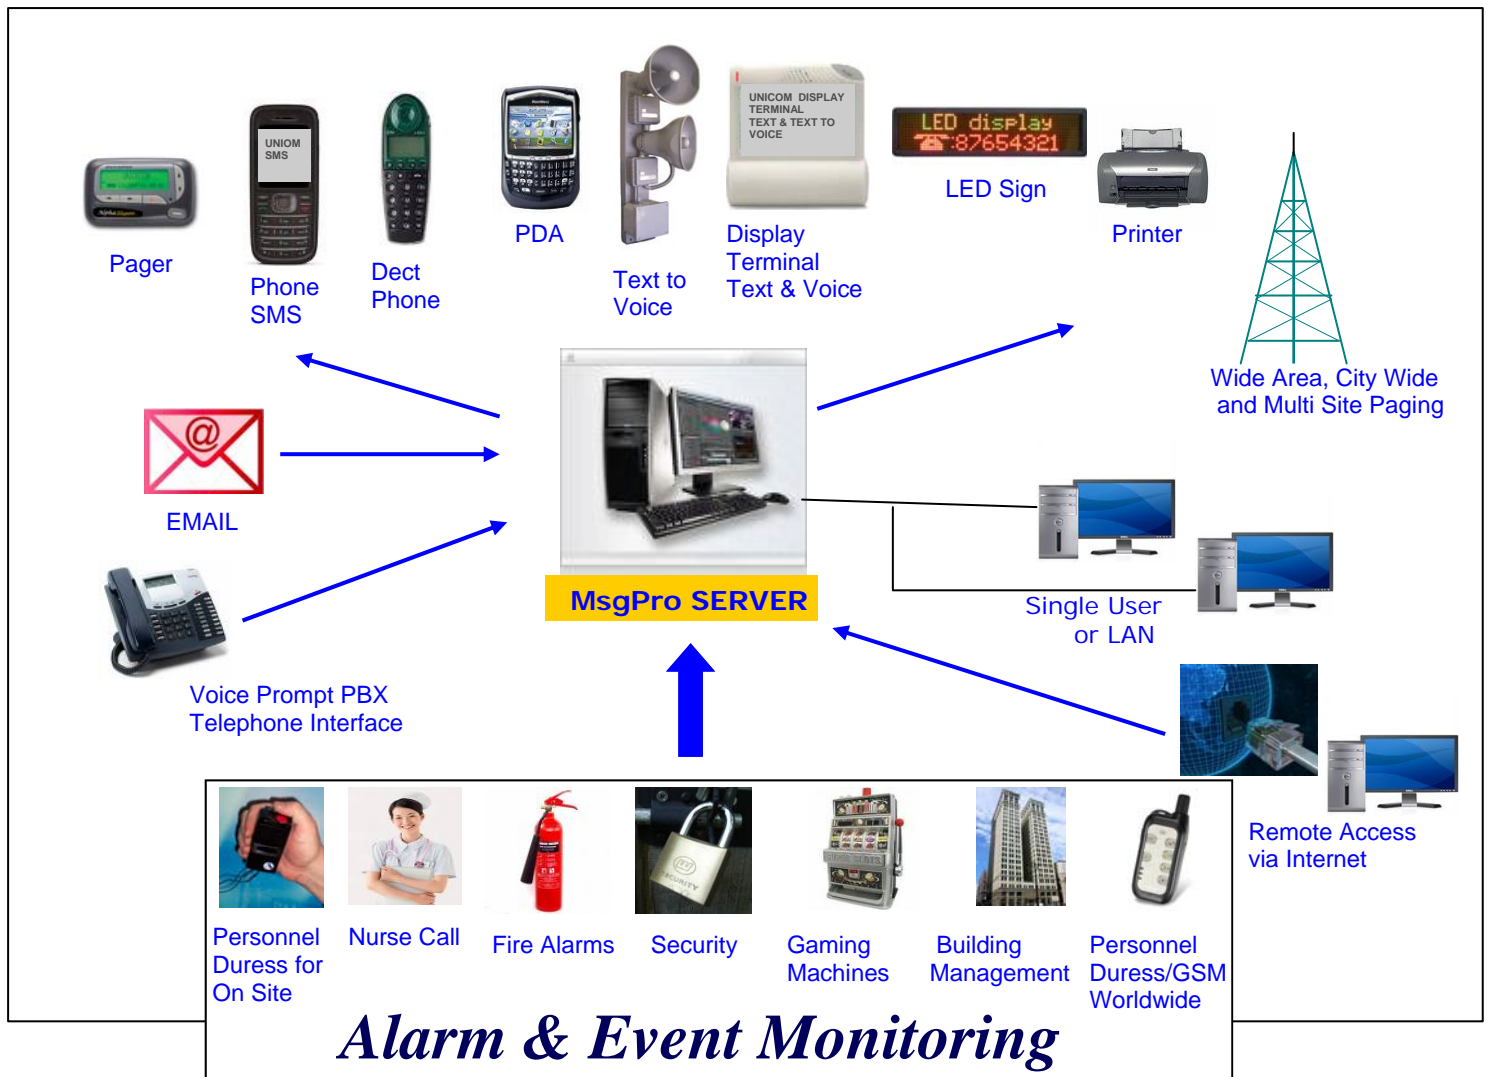 UNIOM
SMS
UNICOM DISPLAY
TERMINAL
TEXT & TEXT TO
VOICE
LED display
:87654321
LED Sign
Pager
Phone
SMS
Dect
Phone
PDA
Text to
Voice
Display
Terminal
Text & Voice
Printer
Wide Area, City Wide
and Multi Site Paging
EMAIL
MsgPro SERVER
Single User
or LAN
Voice Prompt PBX
Telephone Interface
Remote Access
via Internet
SECURITY
Personnel
Duress for
On Site
Nurse Call
Fire Alarms
Security
Gaming
Machines
Building
Management
Personnel
Duress/GSM
Worldwide
Alarm & Event Monitoring